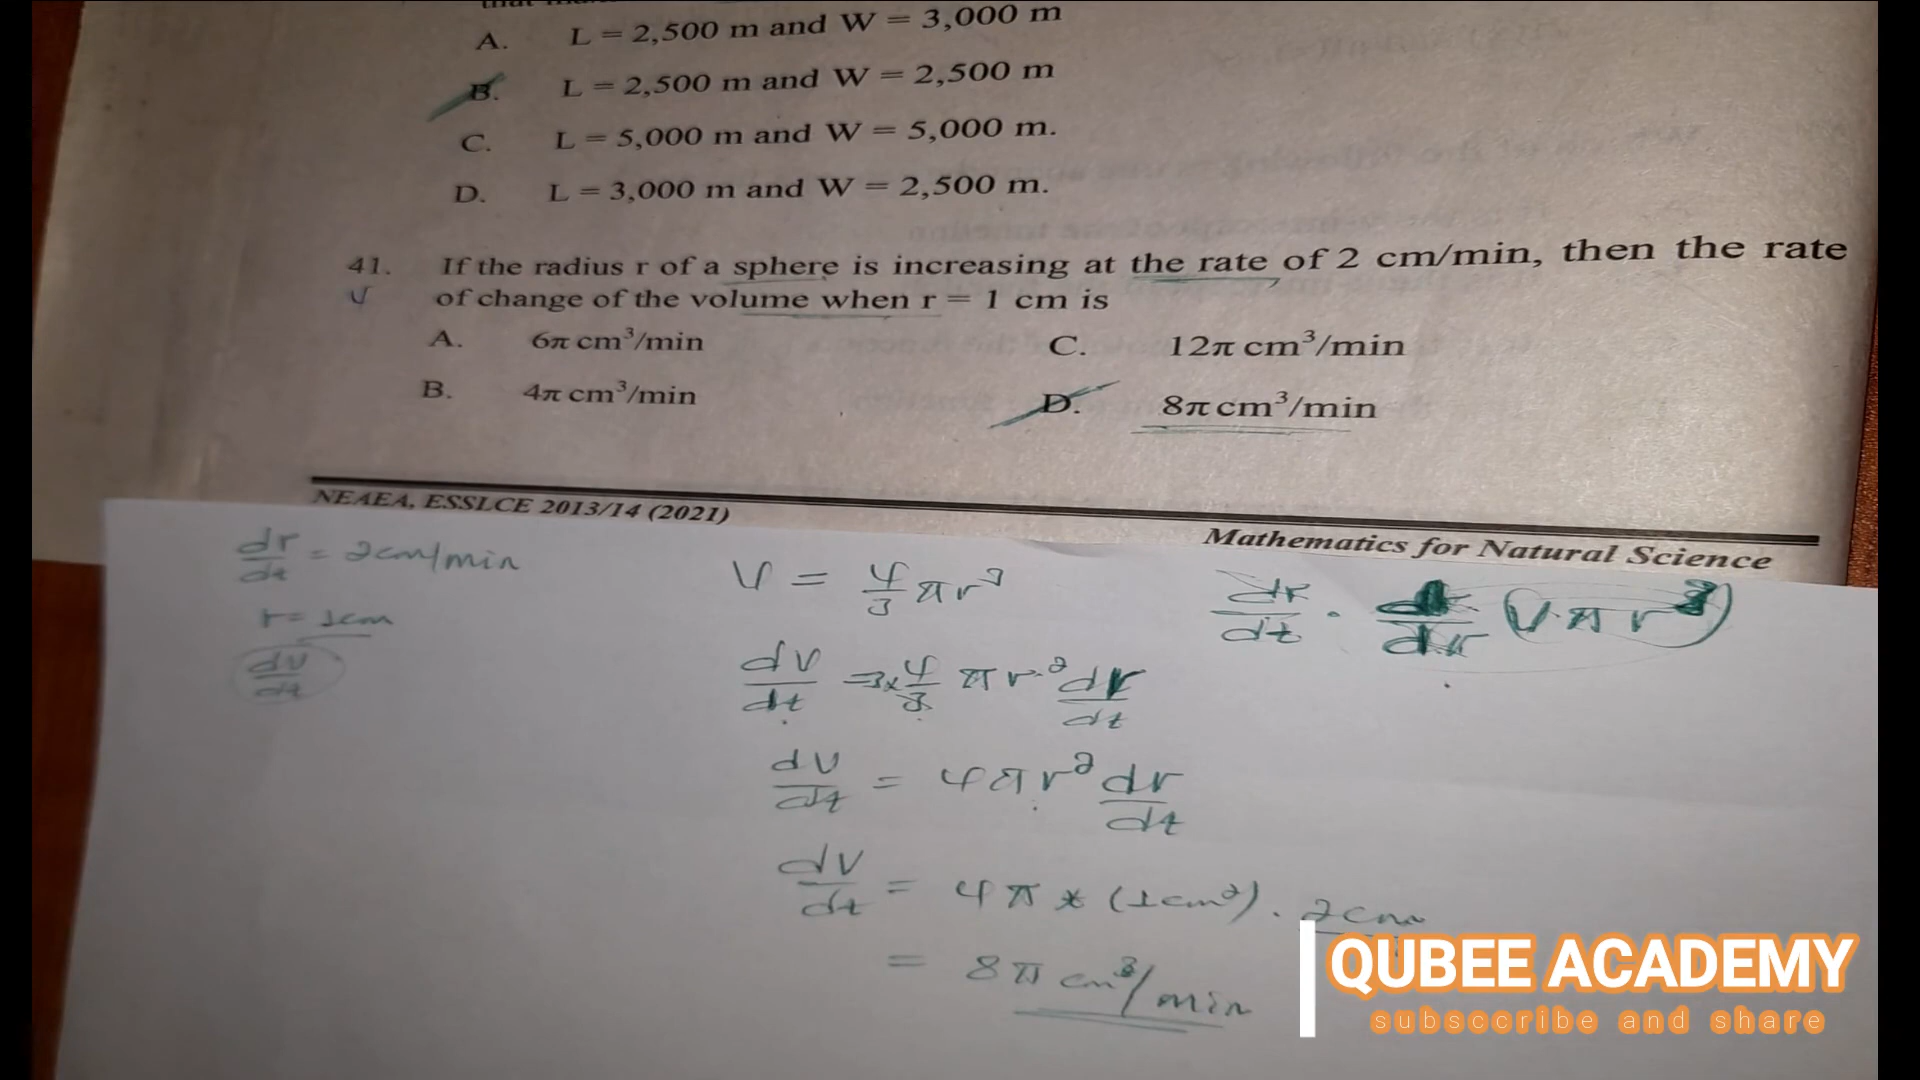 A. L = 2,500 m and W = 3,000 m
B. L = 2,500 m and W = 2,500 m
C. L = 5,000 m and W = 5,000 m.
D. L = 3,000 m and W = 2,500 m.
41. If the radius r of a sphere is increasing at the rate of 2 cm/min, then the rate
of change of the volume when r = 1 cm is
A. 6π cm³/min C. 12π cm³/min
B. 4π cm³/min D. 8π cm³/min
NEAEA, ESSLCE 2013/14 (2021)
Mathematics for Natural Science
dr/dt = 2cm/min
r = 1cm
dv/dt
V = 4/3 πr³
dV/dt = 3x4/3 πr² dr/dt
dV/dt = 4πr² dr/dt
dV/dt = 4π * (1cm²) . 2cm
= 8π cm³/min
dr/dt .
QUBEE ACADEMY
subsccribe and share